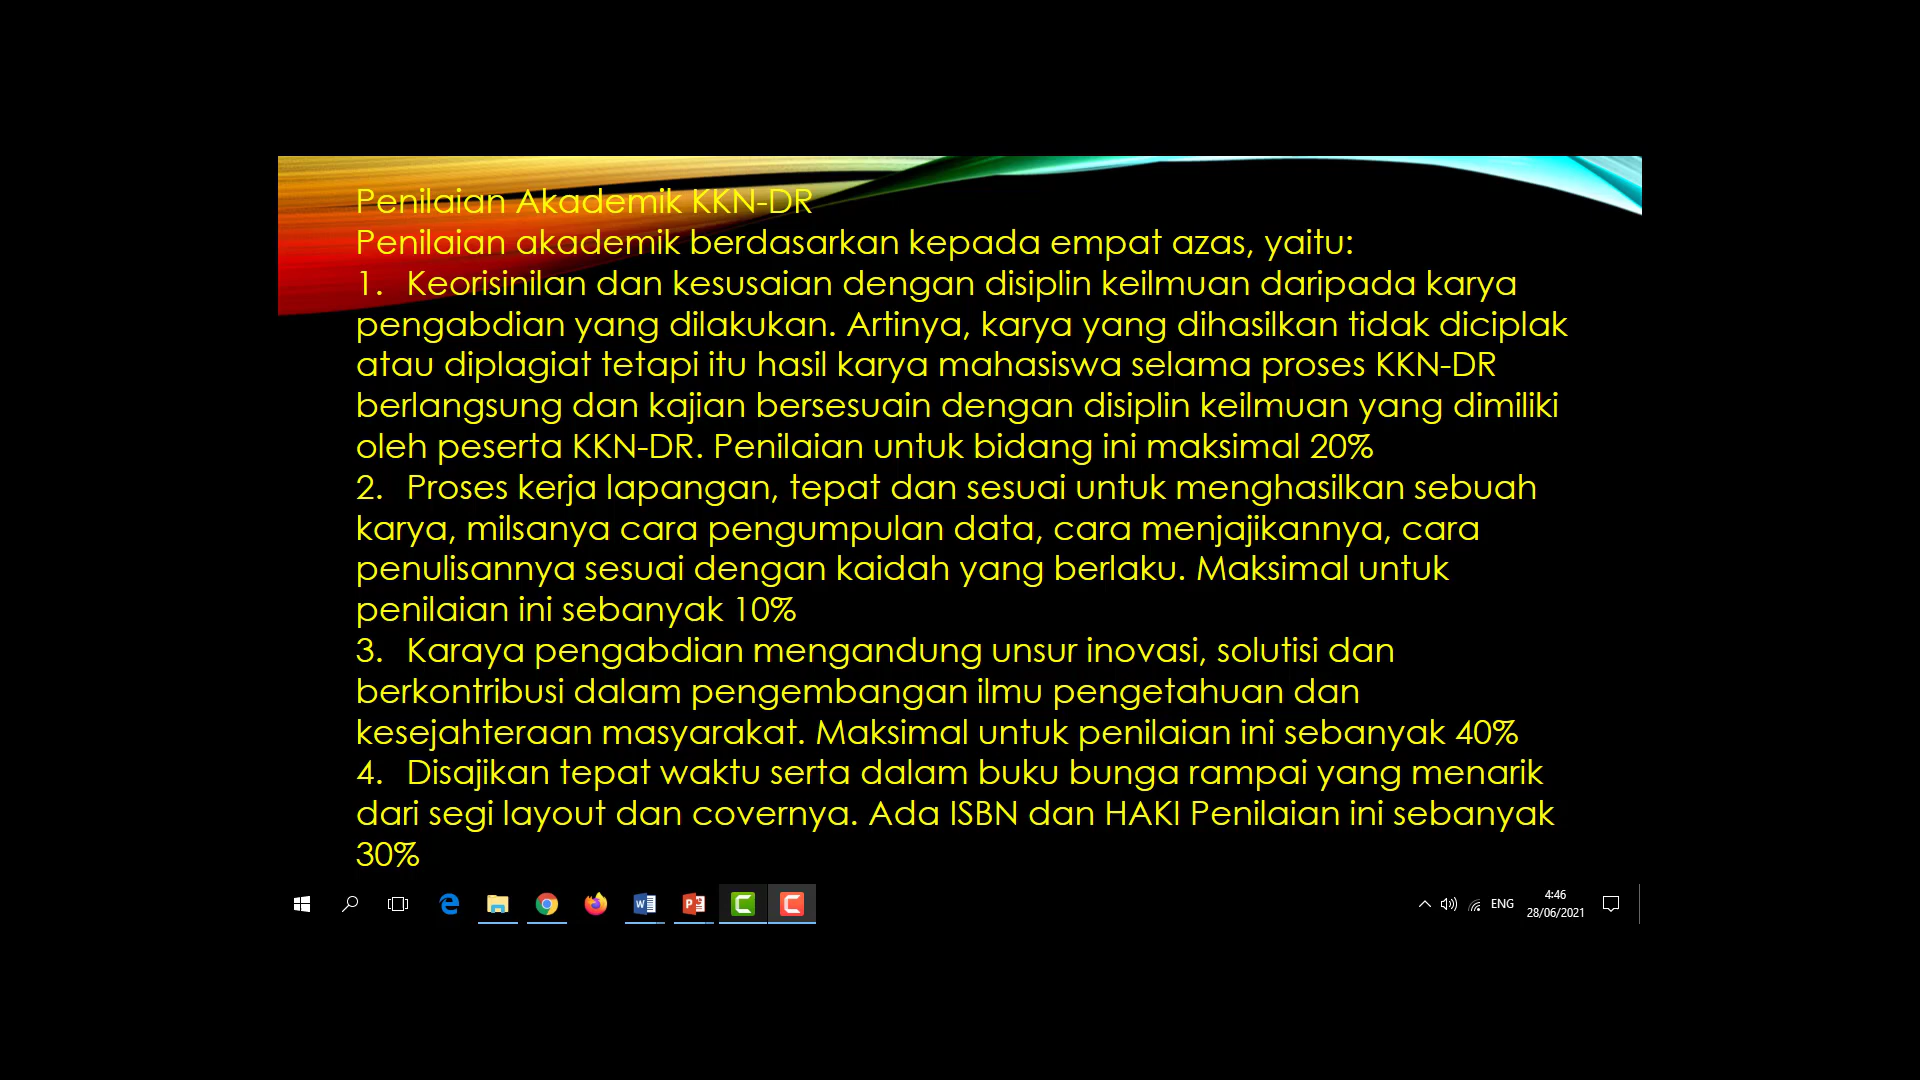 Penilaian Akademik KKN-DR
Penilaian akademik berdasarkan kepada empat azas, yaitu:
1. Keorisinilan dan kesusaian dengan disiplin keilmuan daripada karya
pengabdian yang dilakukan. Artinya, karya yang dihasilkan tidak diciplak
atau diplagiat tetapi itu hasil karya mahasiswa selama proses KKN-DR
berlangsung dan kajian bersesuain dengan disiplin keilmuan yang dimiliki
oleh peserta KKN-DR. Penilaian untuk bidang ini maksimal 20%
2. Proses kerja lapangan, tepat dan sesuai untuk menghasilkan sebuah
karya, milsanya cara pengumpulan data, cara menjajikannya, cara
penulisannya sesuai dengan kaidah yang berlaku. Maksimal untuk
penilaian ini sebanyak 10%
3. Karaya pengabdian mengandung unsur inovasi, solutisi dan
berkontribusi dalam pengembangan ilmu pengetahuan dan
kesejahteraan masyarakat. Maksimal untuk penilaian ini sebanyak 40%
4. Disajikan tepat waktu serta dalam buku bunga rampai yang menarik
dari segi layout dan covernya. Ada ISBN dan HAKI Penilaian ini sebanyak
30%
ENG
4:46
28/06/2021